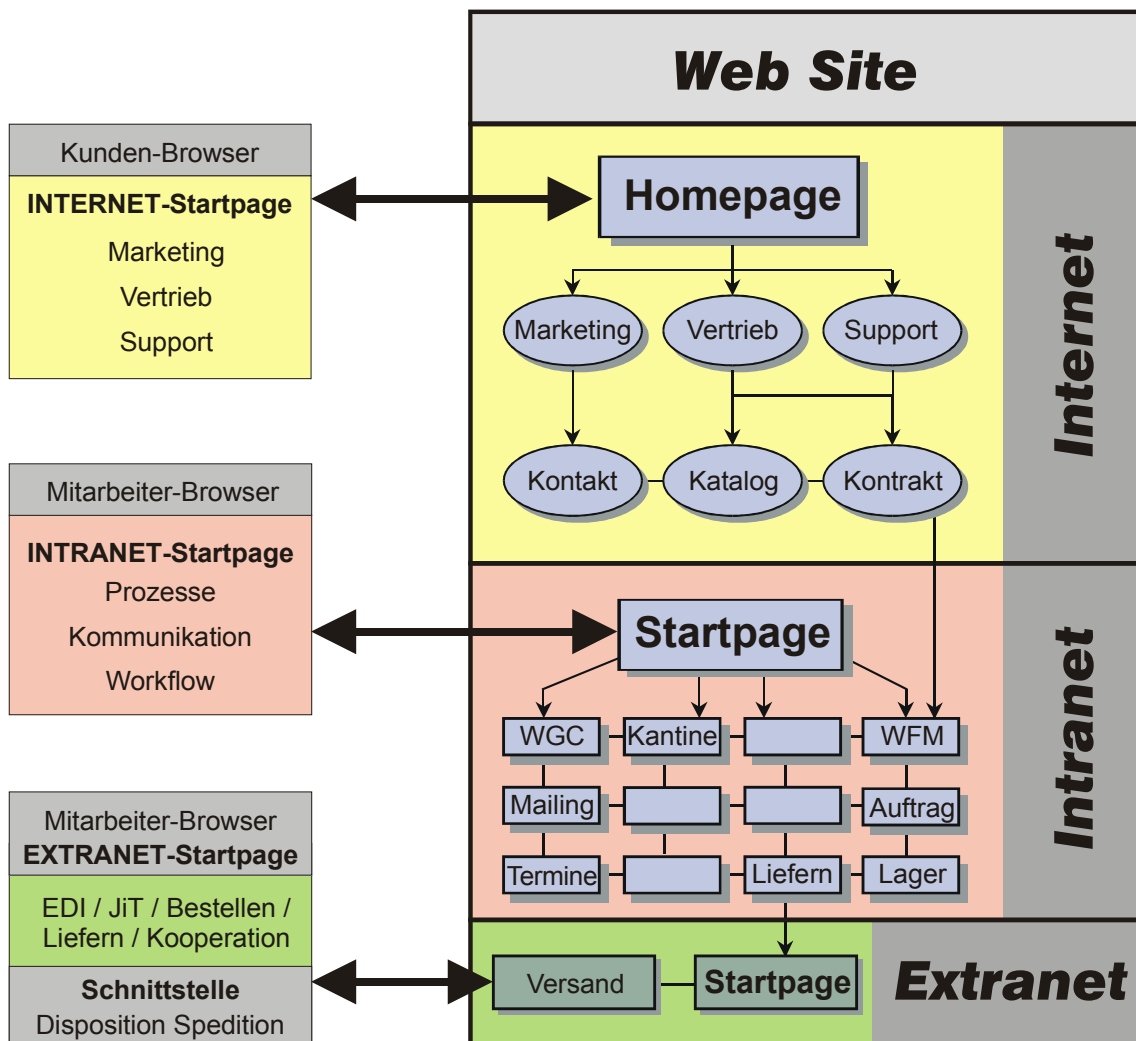 Web Site
Kunden-Browser
INTERNET-Startpage
Marketing
Vertrieb
Support
Homepage
Marketing Vertrieb Support
Kontakt Katalog Kontrakt
Internet
Mitarbeiter-Browser
INTRANET-Startpage
Prozesse
Kommunikation
Workflow
Startpage
WGC Kantine WFM
Mailing Auftrag
Termine Liefern Lager
Intranet
Mitarbeiter-Browser
EXTRANET-Startpage
EDI / JiT / Bestellen /
Liefern / Kooperation
Schnittstelle
Disposition Spedition
Versand Startpage
Extranet